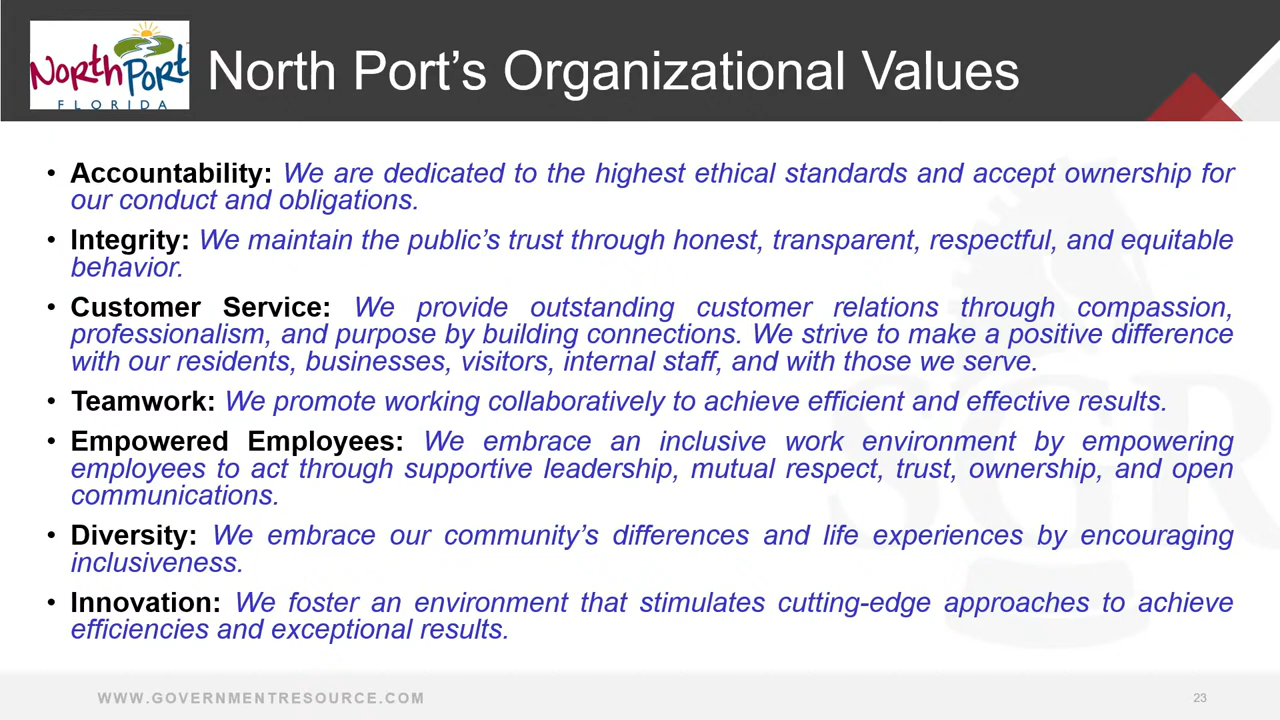 North Port
FLORIDA
North Port’s Organizational Values
• Accountability: We are dedicated to the highest ethical standards and accept ownership for
our conduct and obligations.
• Integrity: We maintain the public’s trust through honest, transparent, respectful, and equitable
behavior.
• Customer Service: We provide outstanding customer relations through compassion,
professionalism, and purpose by building connections. We strive to make a positive difference
with our residents, businesses, visitors, internal staff, and with those we serve.
• Teamwork: We promote working collaboratively to achieve efficient and effective results.
• Empowered Employees: We embrace an inclusive work environment by empowering
employees to act through supportive leadership, mutual respect, trust, ownership, and open
communications.
• Diversity: We embrace our community’s differences and life experiences by encouraging
inclusiveness.
• Innovation: We foster an environment that stimulates cutting-edge approaches to achieve
efficiencies and exceptional results.
SGR
WWW.GOVERNMENTRESOURCE.COM
23